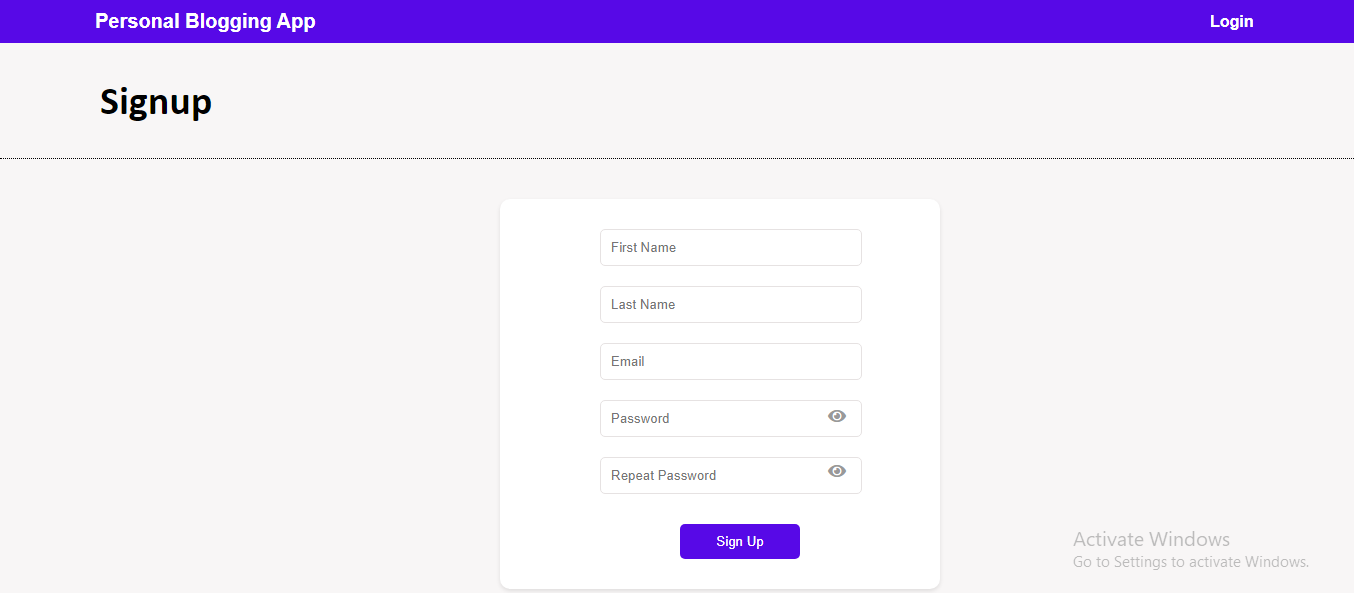 Personal Blogging App
Login
Signup
First Name
Last Name
Email
Password
Repeat Password
Sign Up
Activate Windows
Go to Settings to activate Windows.